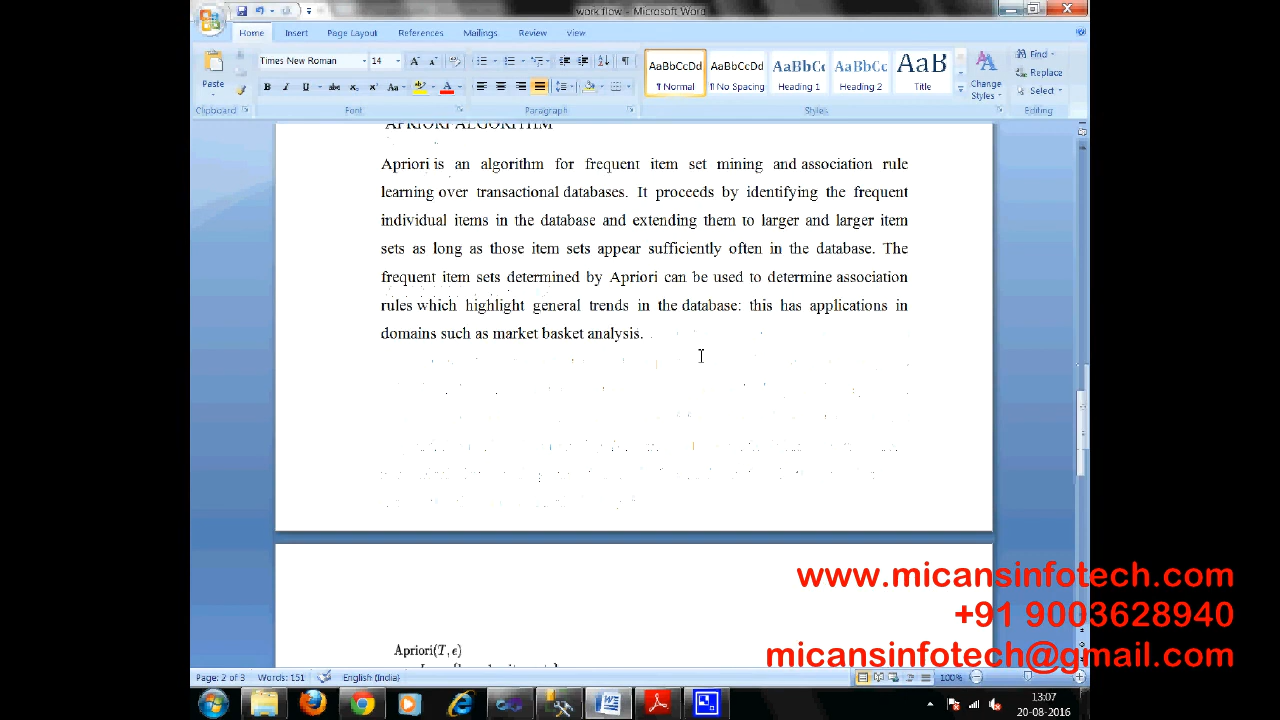 work flow - Microsoft Word
Home Insert Page Layout References Mailings Review View
Times New Roman 14
Paste
Clipboard Font Paragraph Styles Editing
AaBbCcDd AaBbCcDd AaBbCc AaBbCc AaB
¶ Normal ¶ No Spacing Heading 1 Heading 2 Title
Change Styles
Find
Replace
Select
APRIORI ALGORITHM
Apriori is an algorithm for frequent item set mining and association rule
learning over transactional databases. It proceeds by identifying the frequent
individual items in the database and extending them to larger and larger item
sets as long as those item sets appear sufficiently often in the database. The
frequent item sets determined by Apriori can be used to determine association
rules which highlight general trends in the database: this has applications in
domains such as market basket analysis.
Apriori(T, e)
www.micansinfotech.com
+91 9003628940
micansinfotech@gmail.com
Page: 2 of 3 Words: 151 English (India) 100%
13:07
20-08-2016